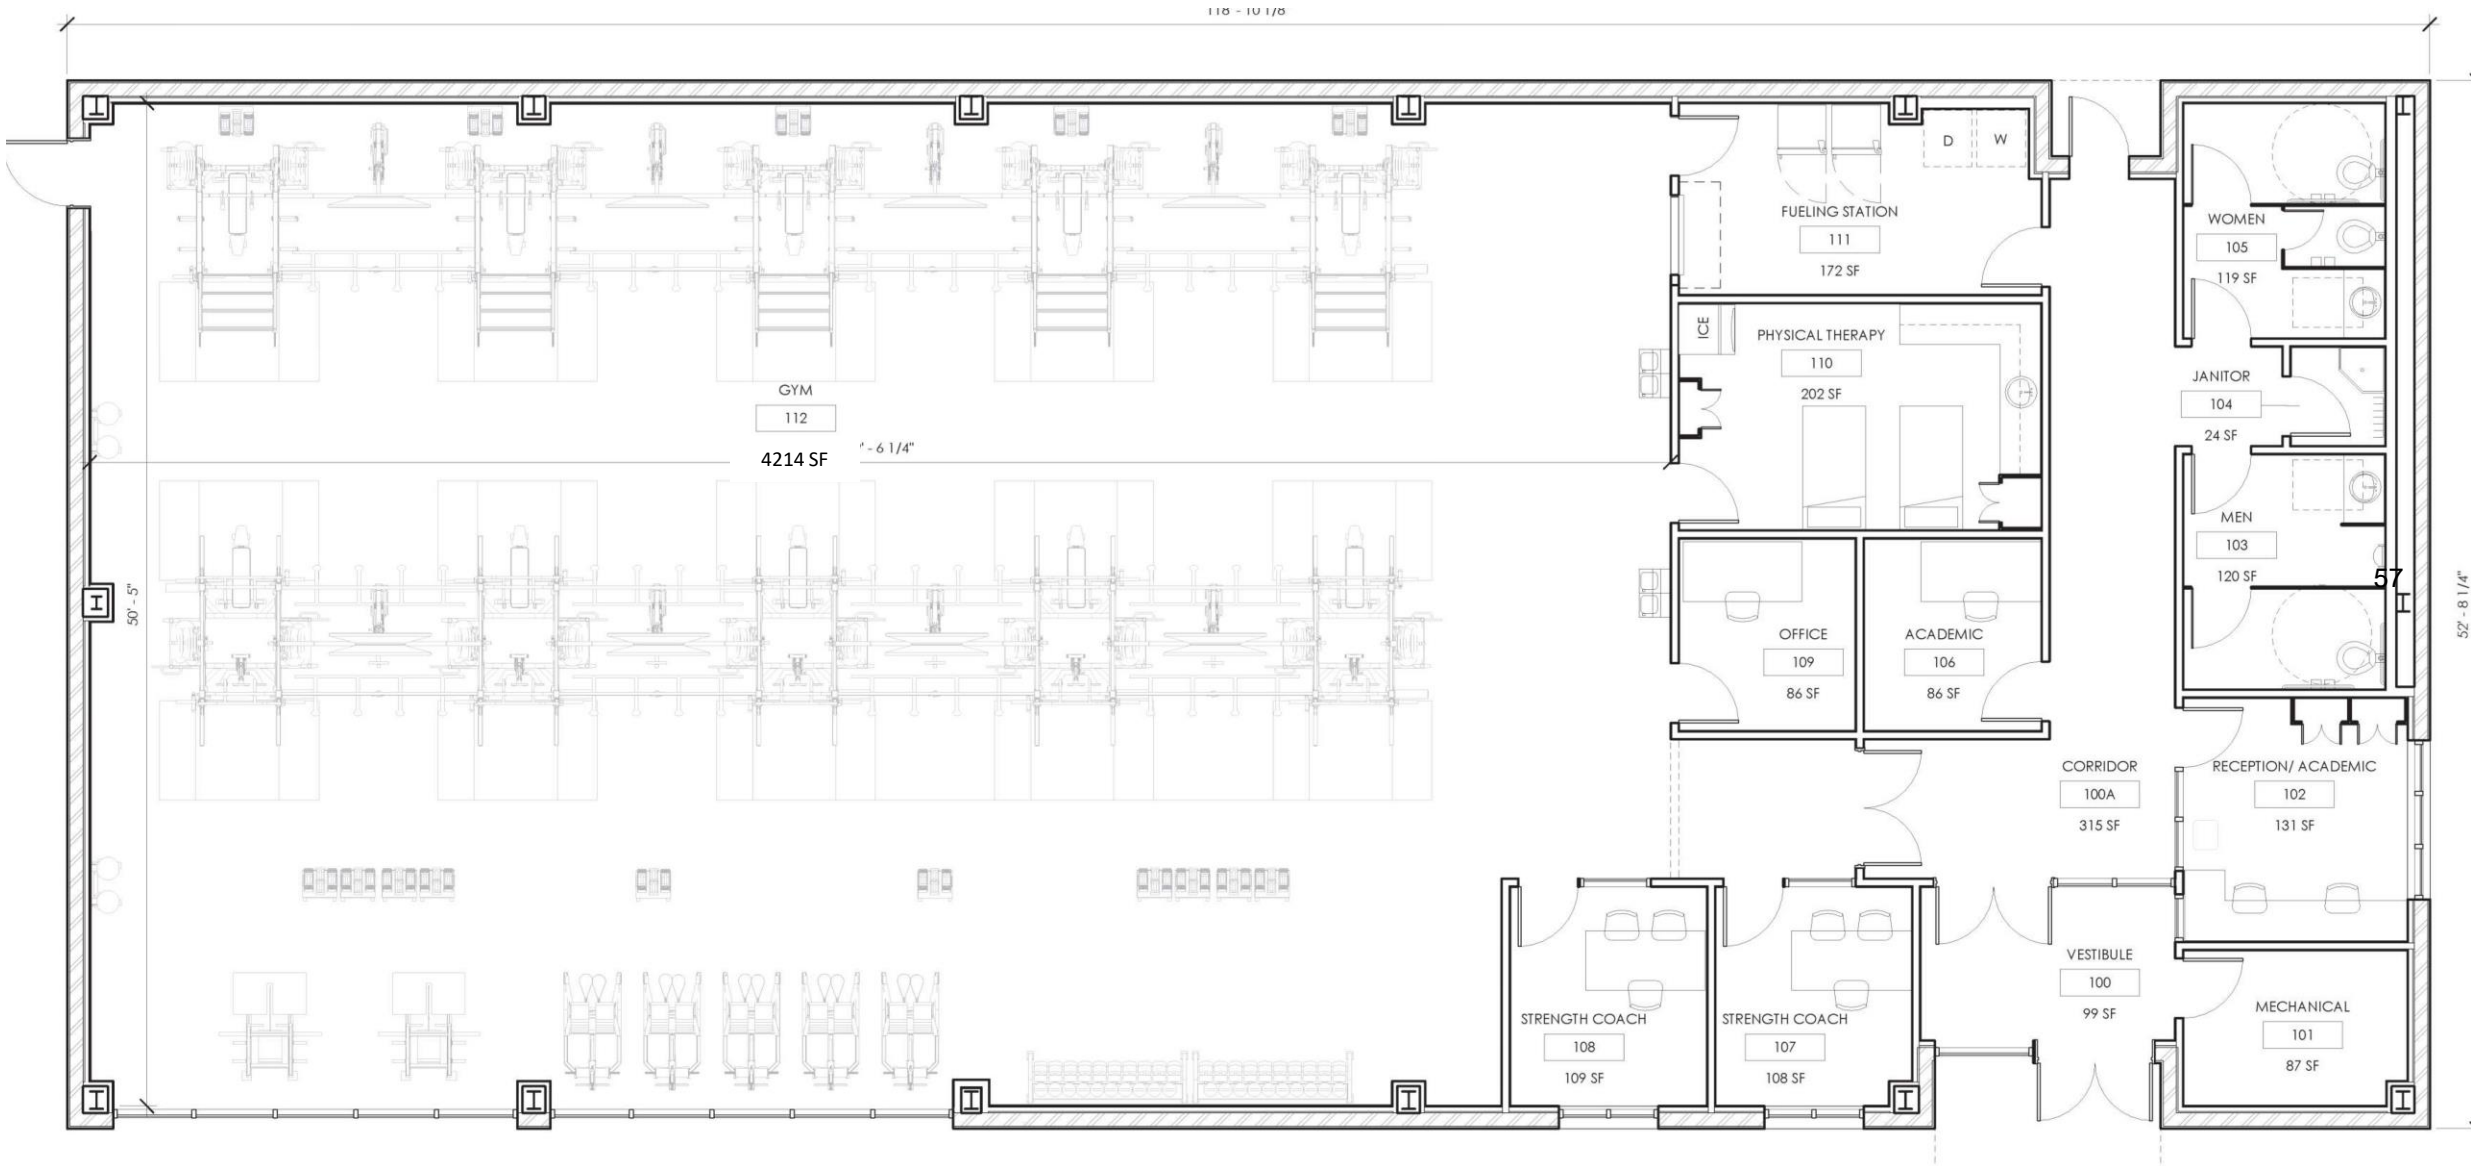 118' - 10 1/8"
D
W
FUELING STATION
111
172 SF
WOMEN
105
119 SF
ICE
PHYSICAL THERAPY
110
202 SF
JANITOR
104
24 SF
GYM
112
4214 SF
' - 6 1/4"
50' - 5"
MEN
103
120 SF
57
52' - 8 1/4"
OFFICE
109
86 SF
ACADEMIC
106
86 SF
CORRIDOR
100A
315 SF
RECEPTION/ ACADEMIC
102
131 SF
VESTIBULE
100
99 SF
STRENGTH COACH
108
109 SF
STRENGTH COACH
107
108 SF
MECHANICAL
101
87 SF